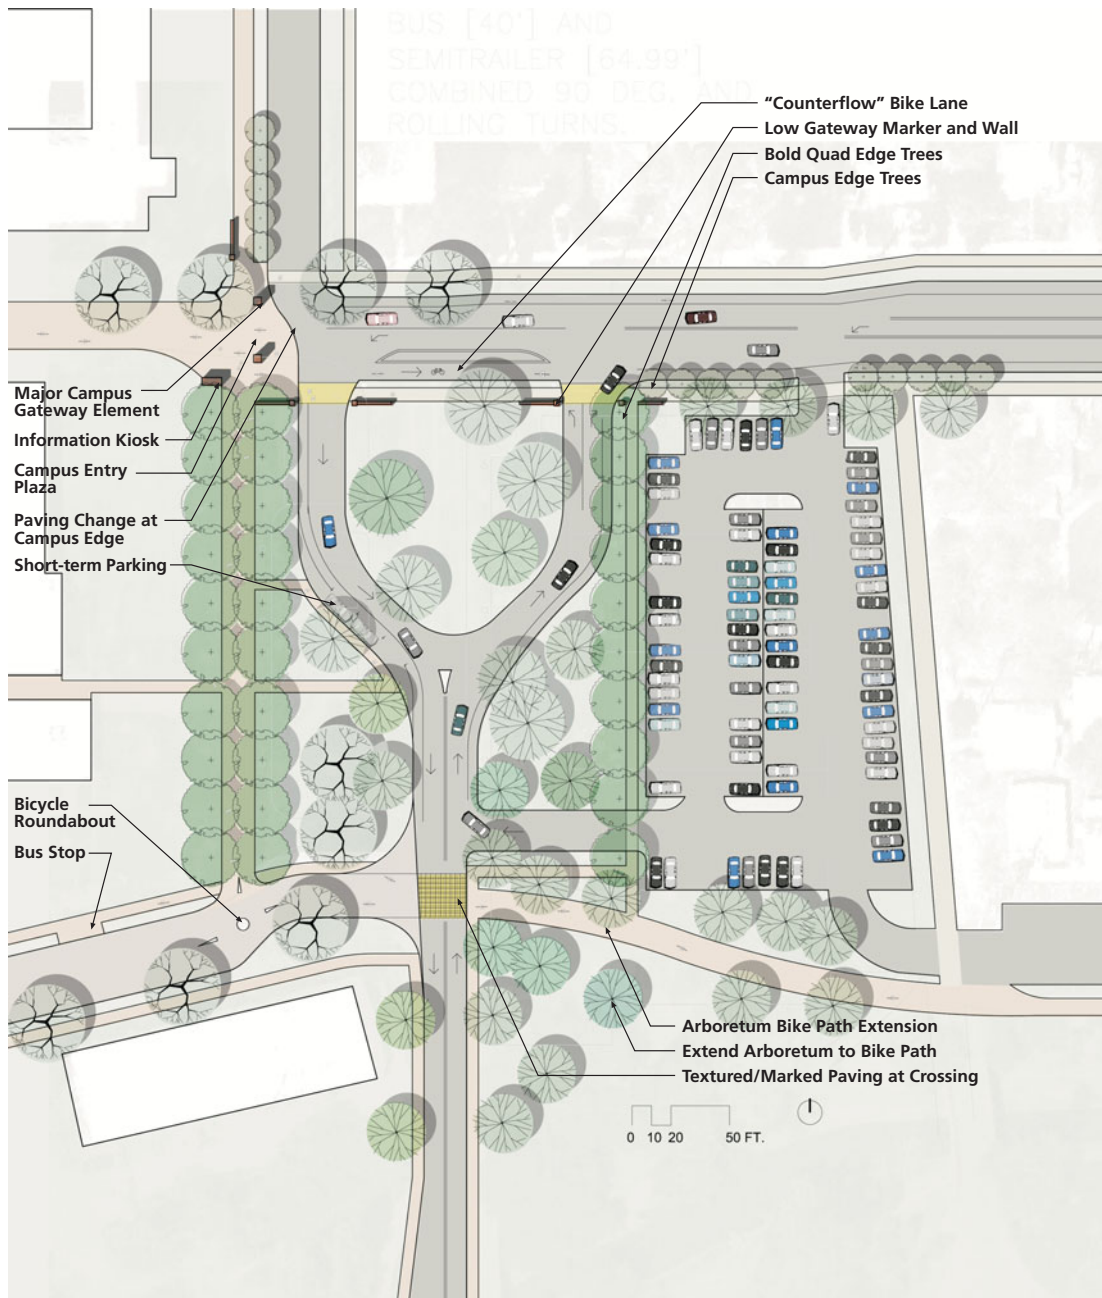 BUS [40'] AND
SEMITRAILER [64.99']
COMBINED 90 DEG. AND
ROLLING TURNS.
“Counterflow” Bike Lane
Low Gateway Marker and Wall
Bold Quad Edge Trees
Campus Edge Trees
Major Campus
Gateway Element
Information Kiosk
Campus Entry
Plaza
Paving Change at
Campus Edge
Short-term Parking
Bicycle
Roundabout
Bus Stop
Arboretum Bike Path Extension
Extend Arboretum to Bike Path
Textured/Marked Paving at Crossing
0 10 20 50 FT.